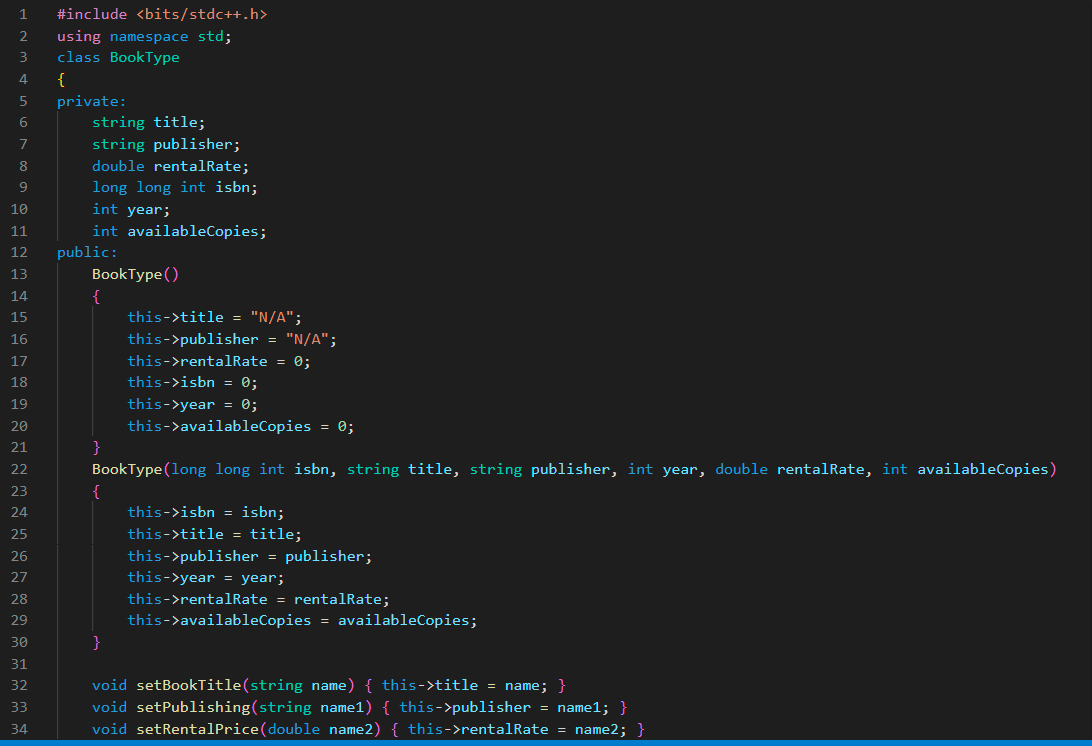 1 #include <bits/stdc++.h>
2 using namespace std;
3 class BookType
4 {
5 private:
6     string title;
7     string publisher;
8     double rentalRate;
9     long long int isbn;
10     int year;
11     int availableCopies;
12 public:
13     BookType()
14     {
15         this->title = "N/A";
16         this->publisher = "N/A";
17         this->rentalRate = 0;
18         this->isbn = 0;
19         this->year = 0;
20         this->availableCopies = 0;
21     }
22     BookType(long long int isbn, string title, string publisher, int year, double rentalRate, int availableCopies)
23     {
24         this->isbn = isbn;
25         this->title = title;
26         this->publisher = publisher;
27         this->year = year;
28         this->rentalRate = rentalRate;
29         this->availableCopies = availableCopies;
30     }
31
32     void setBookTitle(string name) { this->title = name; }
33     void setPublishing(string name1) { this->publisher = name1; }
34     void setRentalPrice(double name2) { this->rentalRate = name2; }